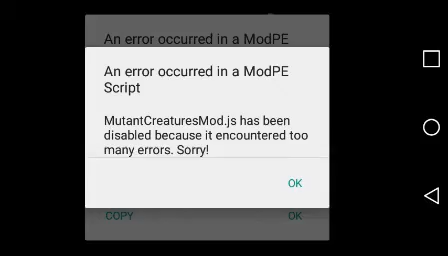 An error occurred in a ModPE
An error occurred in a ModPE
Script
MutantCreaturesMod.js has been
disabled because it encountered too
many errors. Sorry!
OK
COPY
OK